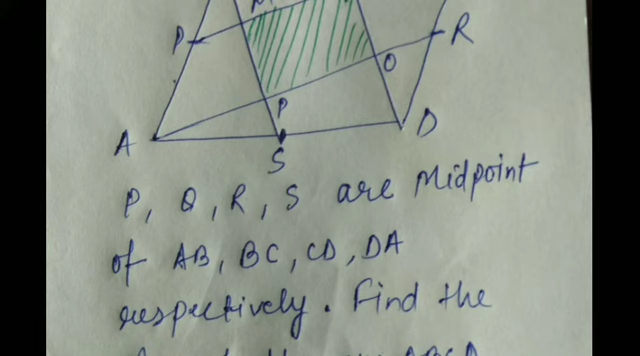 P
R
O
P
A
D
S
P, Q, R, S are Midpoint
of AB, BC, CD, DA
respectively. Find the